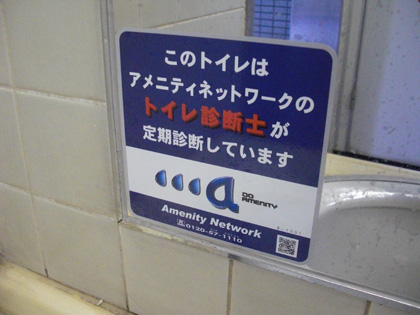 このトイレは
アメニティネットワークの
トイレ診断士が
定期診断しています
a DO AMENITY
Amenity Network
0120-57-1110